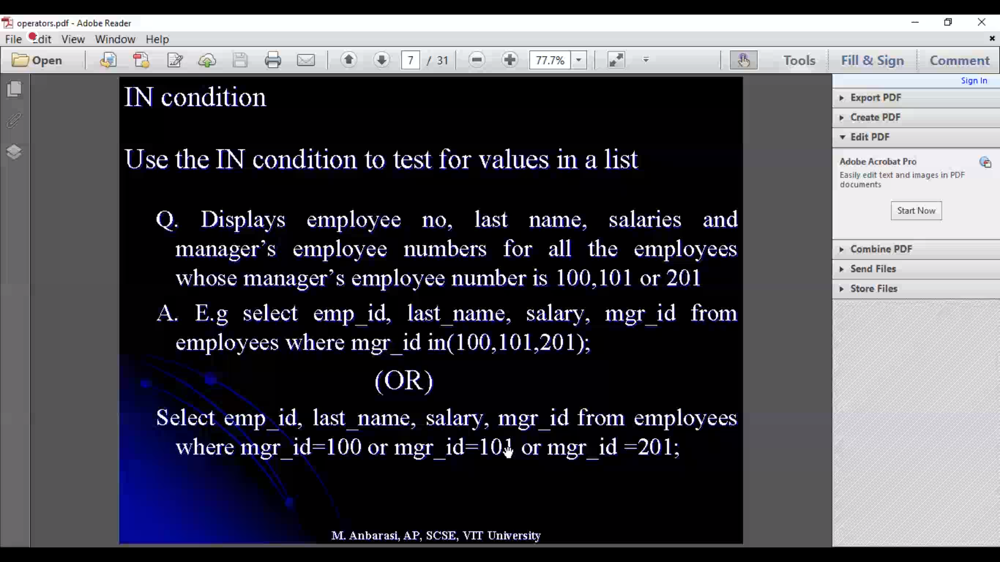 operators.pdf - Adobe Reader
File Edit View Window Help
Open 7 / 31 77.7% Tools Fill & Sign Comment
Sign In
Export PDF
Create PDF
Edit PDF
Adobe Acrobat Pro
Easily edit text and images in PDF
documents
Start Now
Combine PDF
Send Files
Store Files
IN condition
Use the IN condition to test for values in a list
Q. Displays employee no, last name, salaries and
manager’s employee numbers for all the employees
whose manager’s employee number is 100,101 or 201
A. E.g select emp_id, last_name, salary, mgr_id from
employees where mgr_id in(100,101,201);
(OR)
Select emp_id, last_name, salary, mgr_id from employees
where mgr_id=100 or mgr_id=101 or mgr_id =201;
M. Anbarasi, AP, SCSE, VIT University